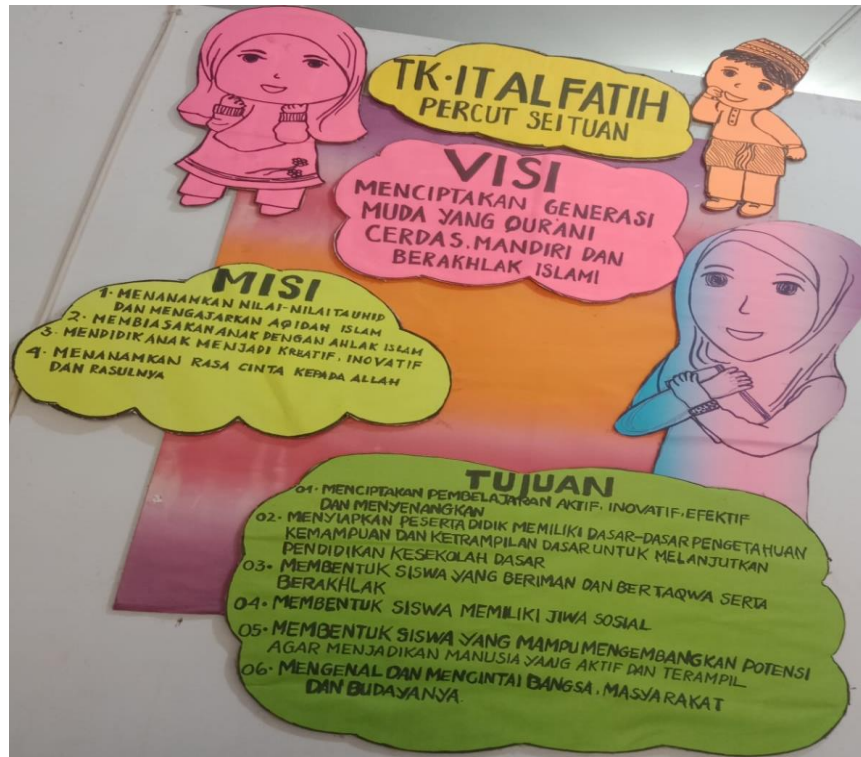 TK·IT AL FATIH
PERCUT SEI TUAN
VISI
MENCIPTAKAN GENERASI
MUDA YANG QUR'ANI
CERDAS, MANDIRI DAN
BERAKHLAK ISLAMI
MISI
1. MENANAMKAN NILAI-NILAI TAUHID
DAN MENGAJARKAN AQIDAH ISLAM
2. MEMBIASAKAN ANAK DENGAN AHLAK ISLAM
3. MENDIDIK ANAK MENJADI KREATIF, INOVATIF
4. MENANAMKAN RASA CINTA KEPADA ALLAH
DAN RASULNYA
TUJUAN
01. MENCIPTAKAN PEMBELAJARAN AKTIF, INOVATIF, EFEKTIF
DAN MENYENANGKAN
02. MENYIAPKAN PESERTA DIDIK MEMILIKI DASAR-DASAR PENGETAHUAN
KEMAMPUAN DAN KETRAMPILAN DASAR UNTUK MELANJUTKAN
PENDIDIKAN KESEKOLAH DASAR
03. MEMBENTUK SISWA YANG BERIMAN DAN BERTAQWA SERTA
BERAKHLAK
04. MEMBENTUK SISWA MEMILIKI JIWA SOSIAL
05. MEMBENTUK SISWA YANG MAMPU MENGEMBANGKAN POTENSI
AGAR MENJADIKAN MANUSIA YANG AKTIF DAN TERAMPIL
06. MENGENAL DAN MENCINTAI BANGSA, MASYARAKAT
DAN BUDAYANYA